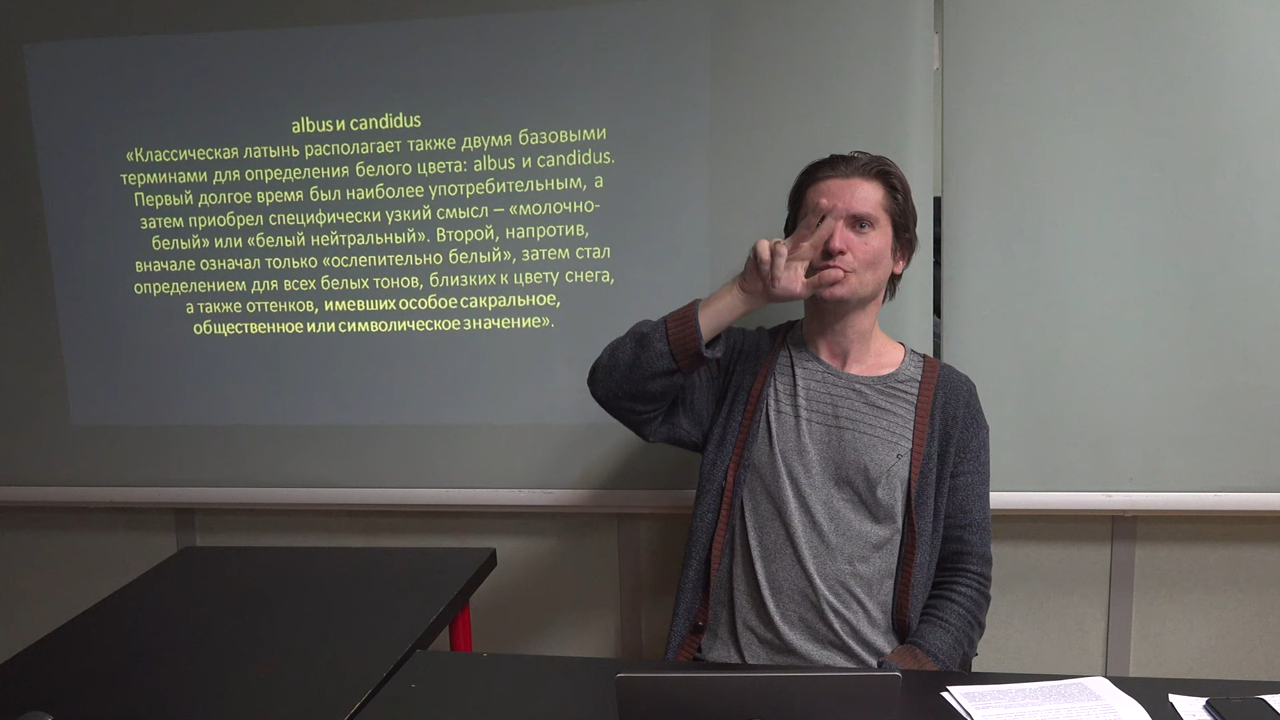 albus и candidus
«Классическая латынь располагает также двумя базовыми
терминами для определения белого цвета: albus и candidus.
Первый долгое время был наиболее употребительным, а
затем приобрел специфически узкий смысл – «молочно-
белый» или «белый нейтральный». Второй, напротив,
вначале означал только «ослепительно белый», затем стал
определением для всех белых тонов, близких к цвету снега,
а также оттенков, имевших особое сакральное,
общественное или символическое значение».